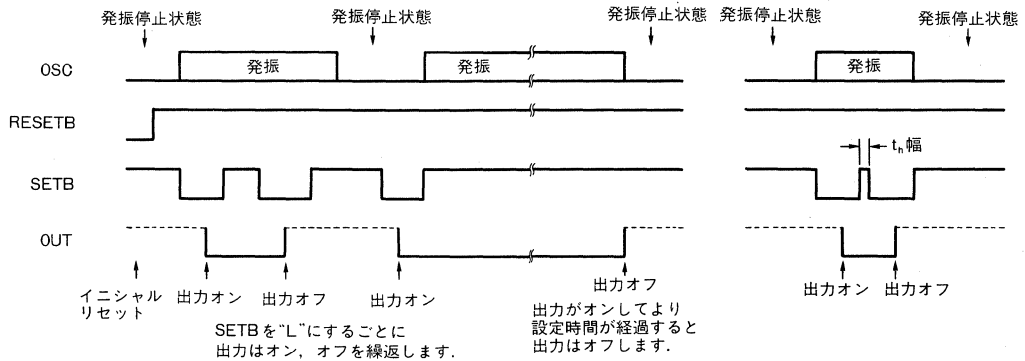 発振停止状態 発振停止状態 発振停止状態 発振停止状態 発振停止状態
OSC 発振 発振 発振
RESETB
tₕ幅
SETB
OUT
イニシャル
リセット
出力オン 出力オフ 出力オン
SETBを"L"にするごとに
出力はオン，オフを繰返します．
出力オフ
出力がオンしてより
設定時間が経過すると
出力はオフします．
出力オン 出力オフ